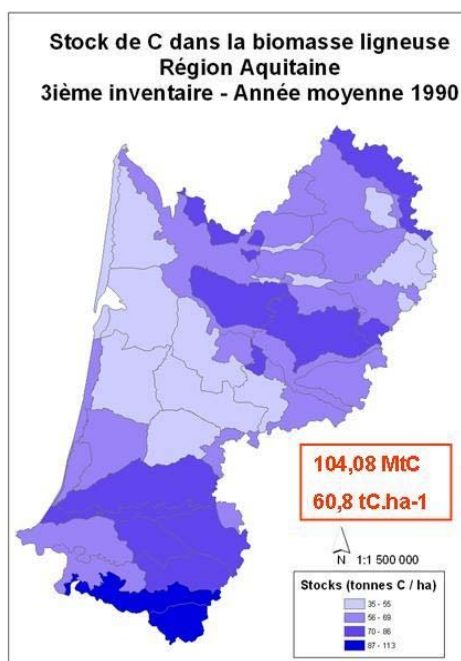 Stock de C dans la biomasse ligneuse
Région Aquitaine
3ième inventaire - Année moyenne 1990
104,08 MtC
60,8 tC.ha-1
N 1:1 500 000
Stocks (tonnes C / ha)
35 - 55
56 - 69
70 - 86
87 - 113